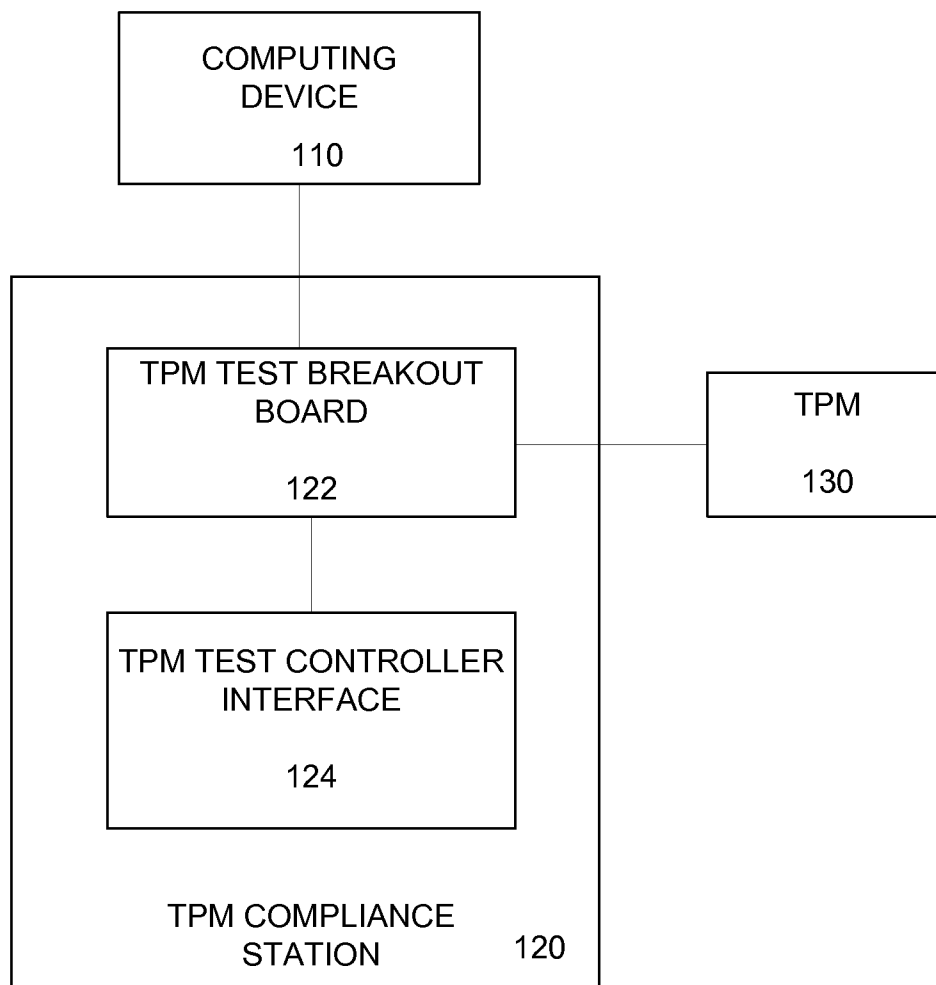 COMPUTING
DEVICE
110
TPM TEST BREAKOUT
BOARD
122
TPM
130
TPM TEST CONTROLLER
INTERFACE
124
TPM COMPLIANCE
STATION
120